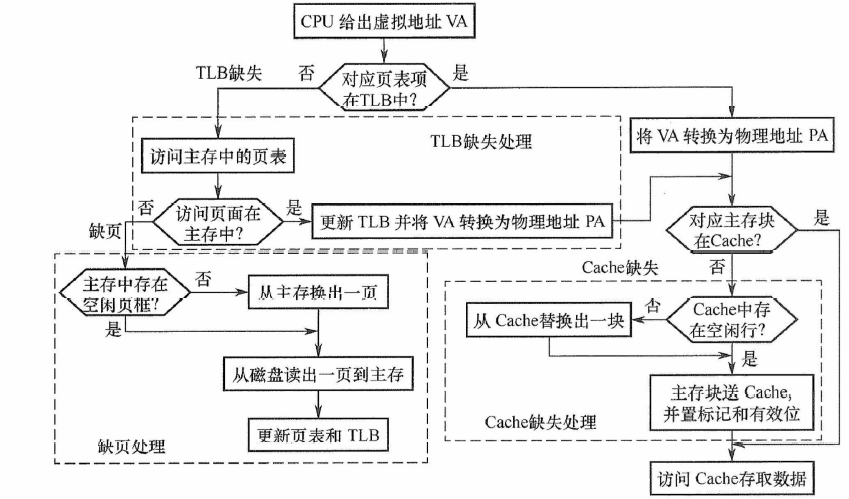 CPU 给出虚拟地址 VA
TLB缺失
否
对应页表项
在TLB中?
是
访问主存中的页表
TLB缺失处理
将 VA 转换为物理地址 PA
否
访问页面在
主存中?
是
更新 TLB 并将 VA 转换为物理地址 PA
缺页
对应主存块
在Cache?
是
Cache缺失
否
主存中存在
空闲页框?
否
从主存换出一页
是
从 Cache替换出一块
否
Cache中存
在空闲行?
是
从磁盘读出一页到主存
主存块送 Cache,
并置标记和有效位
Cache缺失处理
更新页表和 TLB
缺页处理
访问 Cache存取数据